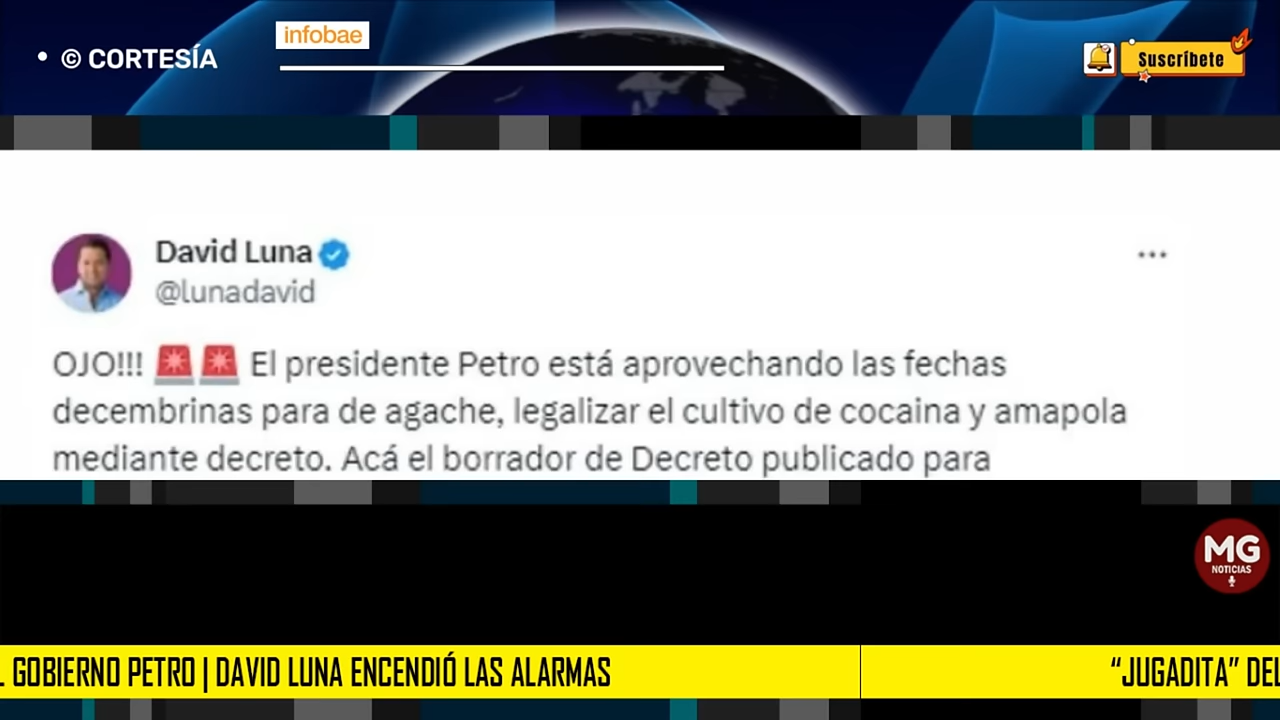 • © CORTESÍA
infobae
Suscríbete
David Luna
@lunadavid
OJO!!! 🚨🚨 El presidente Petro está aprovechando las fechas
decembrinas para de agache, legalizar el cultivo de cocaina y amapola
mediante decreto. Acá el borrador de Decreto publicado para
MG
NOTICIAS
GOBIERNO PETRO | DAVID LUNA ENCENDIÓ LAS ALARMAS
“JUGADITA” DEL